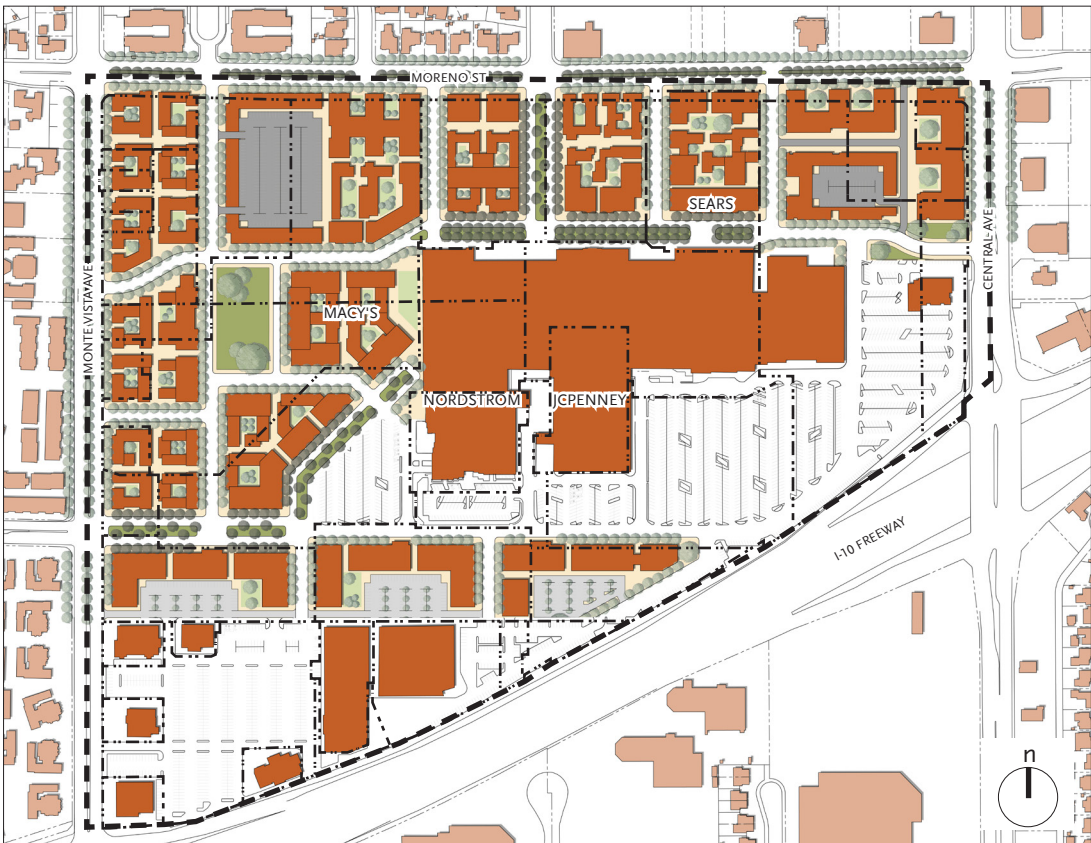 MORENO ST
SEARS
CENTRAL AVE
MONTE VISTA AVE
MACY'S
NORDSTROM
JCPENNEY
I-10 FREEWAY
n